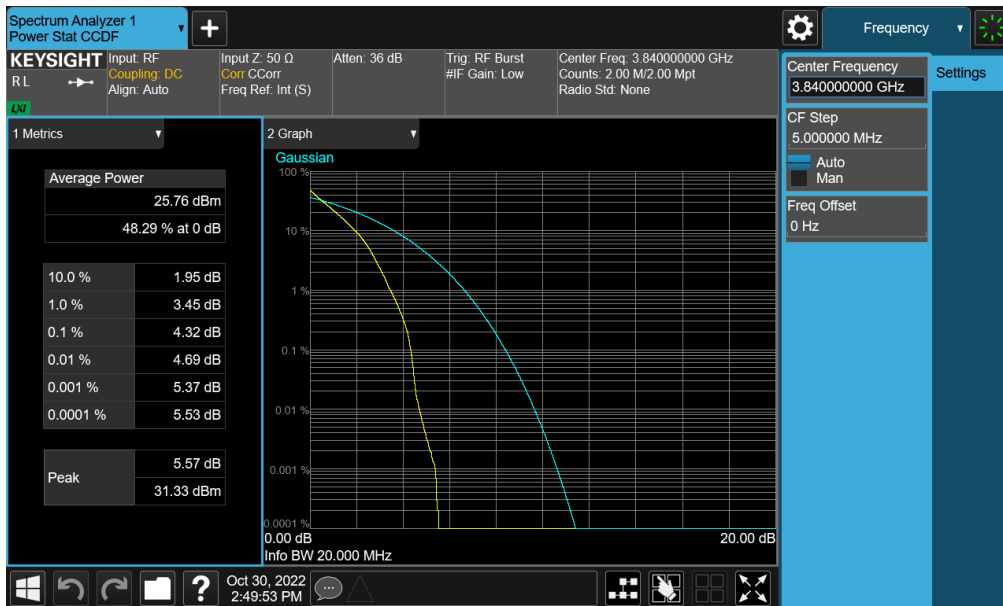 Spectrum Analyzer 1
Power Stat CCDF
Frequency
KEYSIGHT
R L
LXI
Input: RF
Coupling: DC
Align: Auto
Input Z: 50 Ω
Corr CCorr
Freq Ref: Int (S)
Atten: 36 dB
Trig: RF Burst
#IF Gain: Low
Center Freq: 3.840000000 GHz
Counts: 2.00 M/2.00 Mpt
Radio Std: None
Center Frequency
3.840000000 GHz
Settings
CF Step
5.000000 MHz
Auto
Man
Freq Offset
0 Hz
1 Metrics
Average Power
25.76 dBm
48.29 % at 0 dB
10.0 % 1.95 dB
1.0 % 3.45 dB
0.1 % 4.32 dB
0.01 % 4.69 dB
0.001 % 5.37 dB
0.0001 % 5.53 dB
Peak
5.57 dB
31.33 dBm
2 Graph
Gaussian
100 %
10 %
1 %
0.1 %
0.01 %
0.001 %
0.0001 %
0.00 dB 20.00 dB
Info BW 20.000 MHz
?
Oct 30, 2022
2:49:53 PM